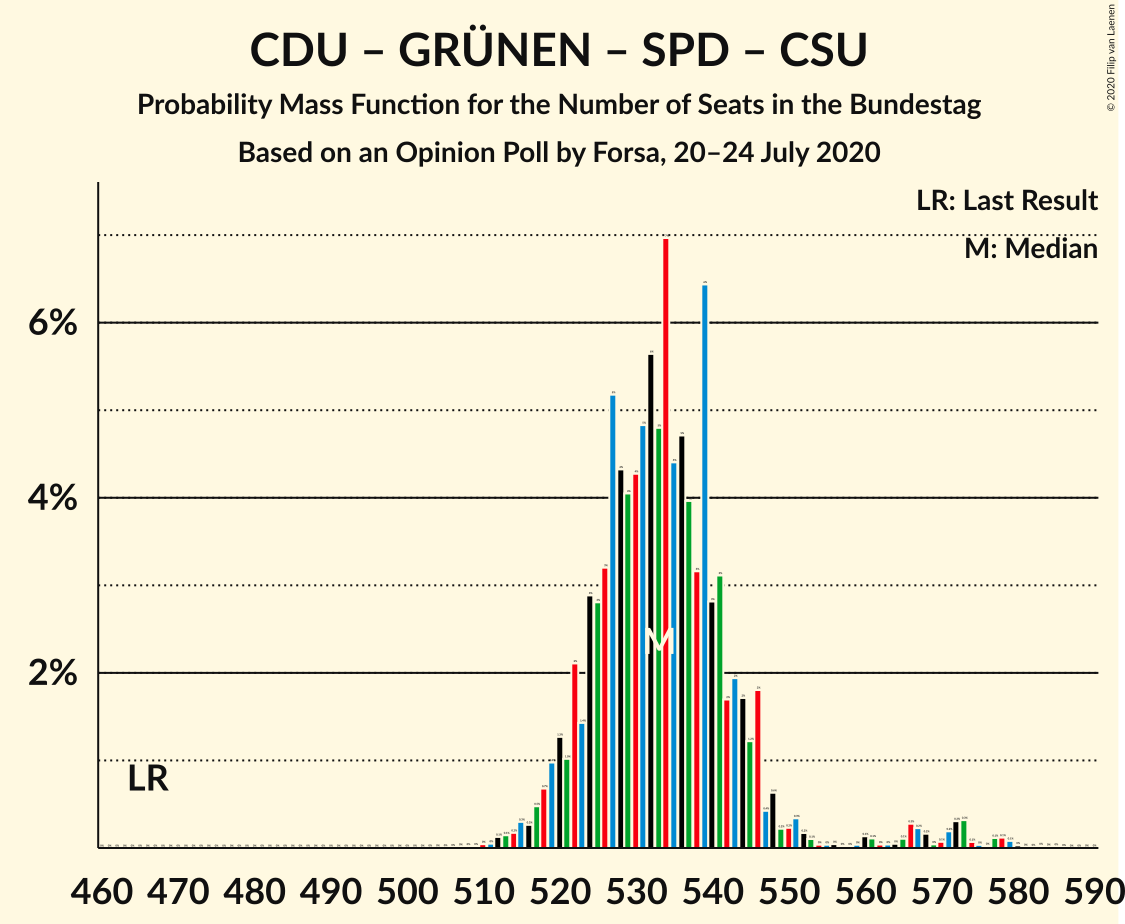 CDU – GRÜNEN – SPD – CSU
Probability Mass Function for the Number of Seats in the Bundestag
Based on an Opinion Poll by Forsa, 20–24 July 2020
© 2020 Filip van Laenen
LR: Last Result
M: Median
6%
4%
2%
M
LR
460 470 480 490 500 510 520 530 540 550 560 570 580 590